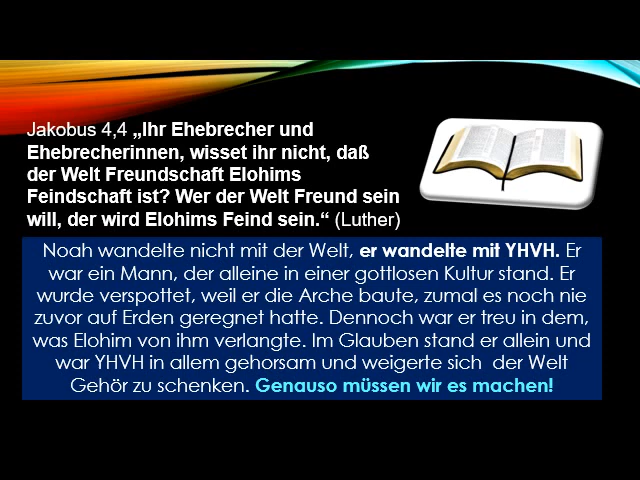 Jakobus 4,4 „Ihr Ehebrecher und
Ehebrecherinnen, wisset ihr nicht, daß
der Welt Freundschaft Elohims
Feindschaft ist? Wer der Welt Freund sein
will, der wird Elohims Feind sein.“ (Luther)
Noah wandelte nicht mit der Welt, er wandelte mit YHVH. Er
war ein Mann, der alleine in einer gottlosen Kultur stand. Er
wurde verspottet, weil er die Arche baute, zumal es noch nie
zuvor auf Erden geregnet hatte. Dennoch war er treu in dem,
was Elohim von ihm verlangte. Im Glauben stand er allein und
war YHVH in allem gehorsam und weigerte sich  der Welt
Gehör zu schenken. Genauso müssen wir es machen!